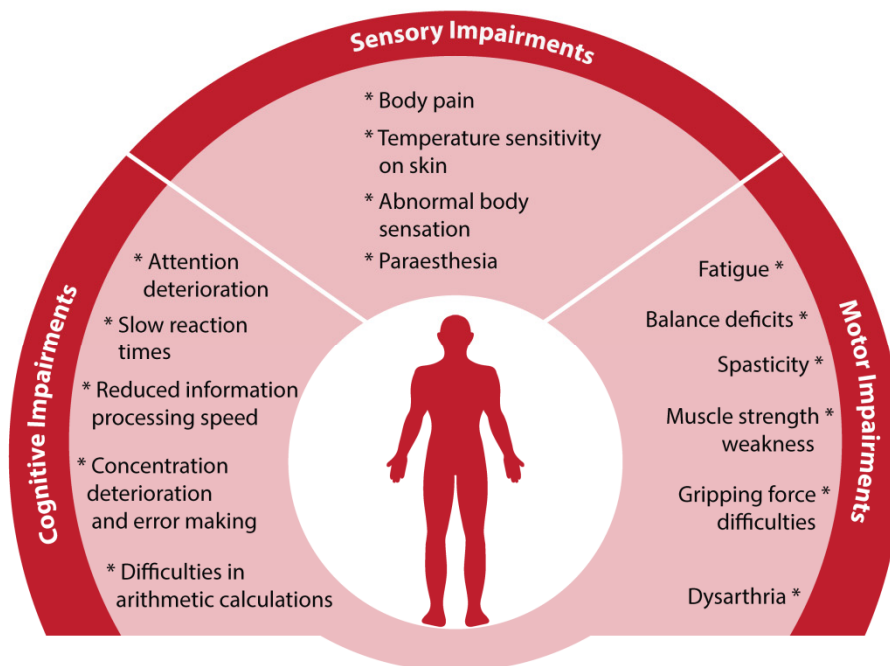 Sensory Impairments
* Body pain
* Temperature sensitivity
on skin
* Abnormal body
sensation
* Paraesthesia
Cognitive Impairments
* Attention
deterioration
* Slow reaction
times
* Reduced information
processing speed
* Concentration
deterioration
and error making
* Difficulties in
arithmetic calculations
Motor Impairments
Fatigue *
Balance deficits *
Spasticity *
Muscle strength *
weakness
Gripping force *
difficulties
Dysarthria *